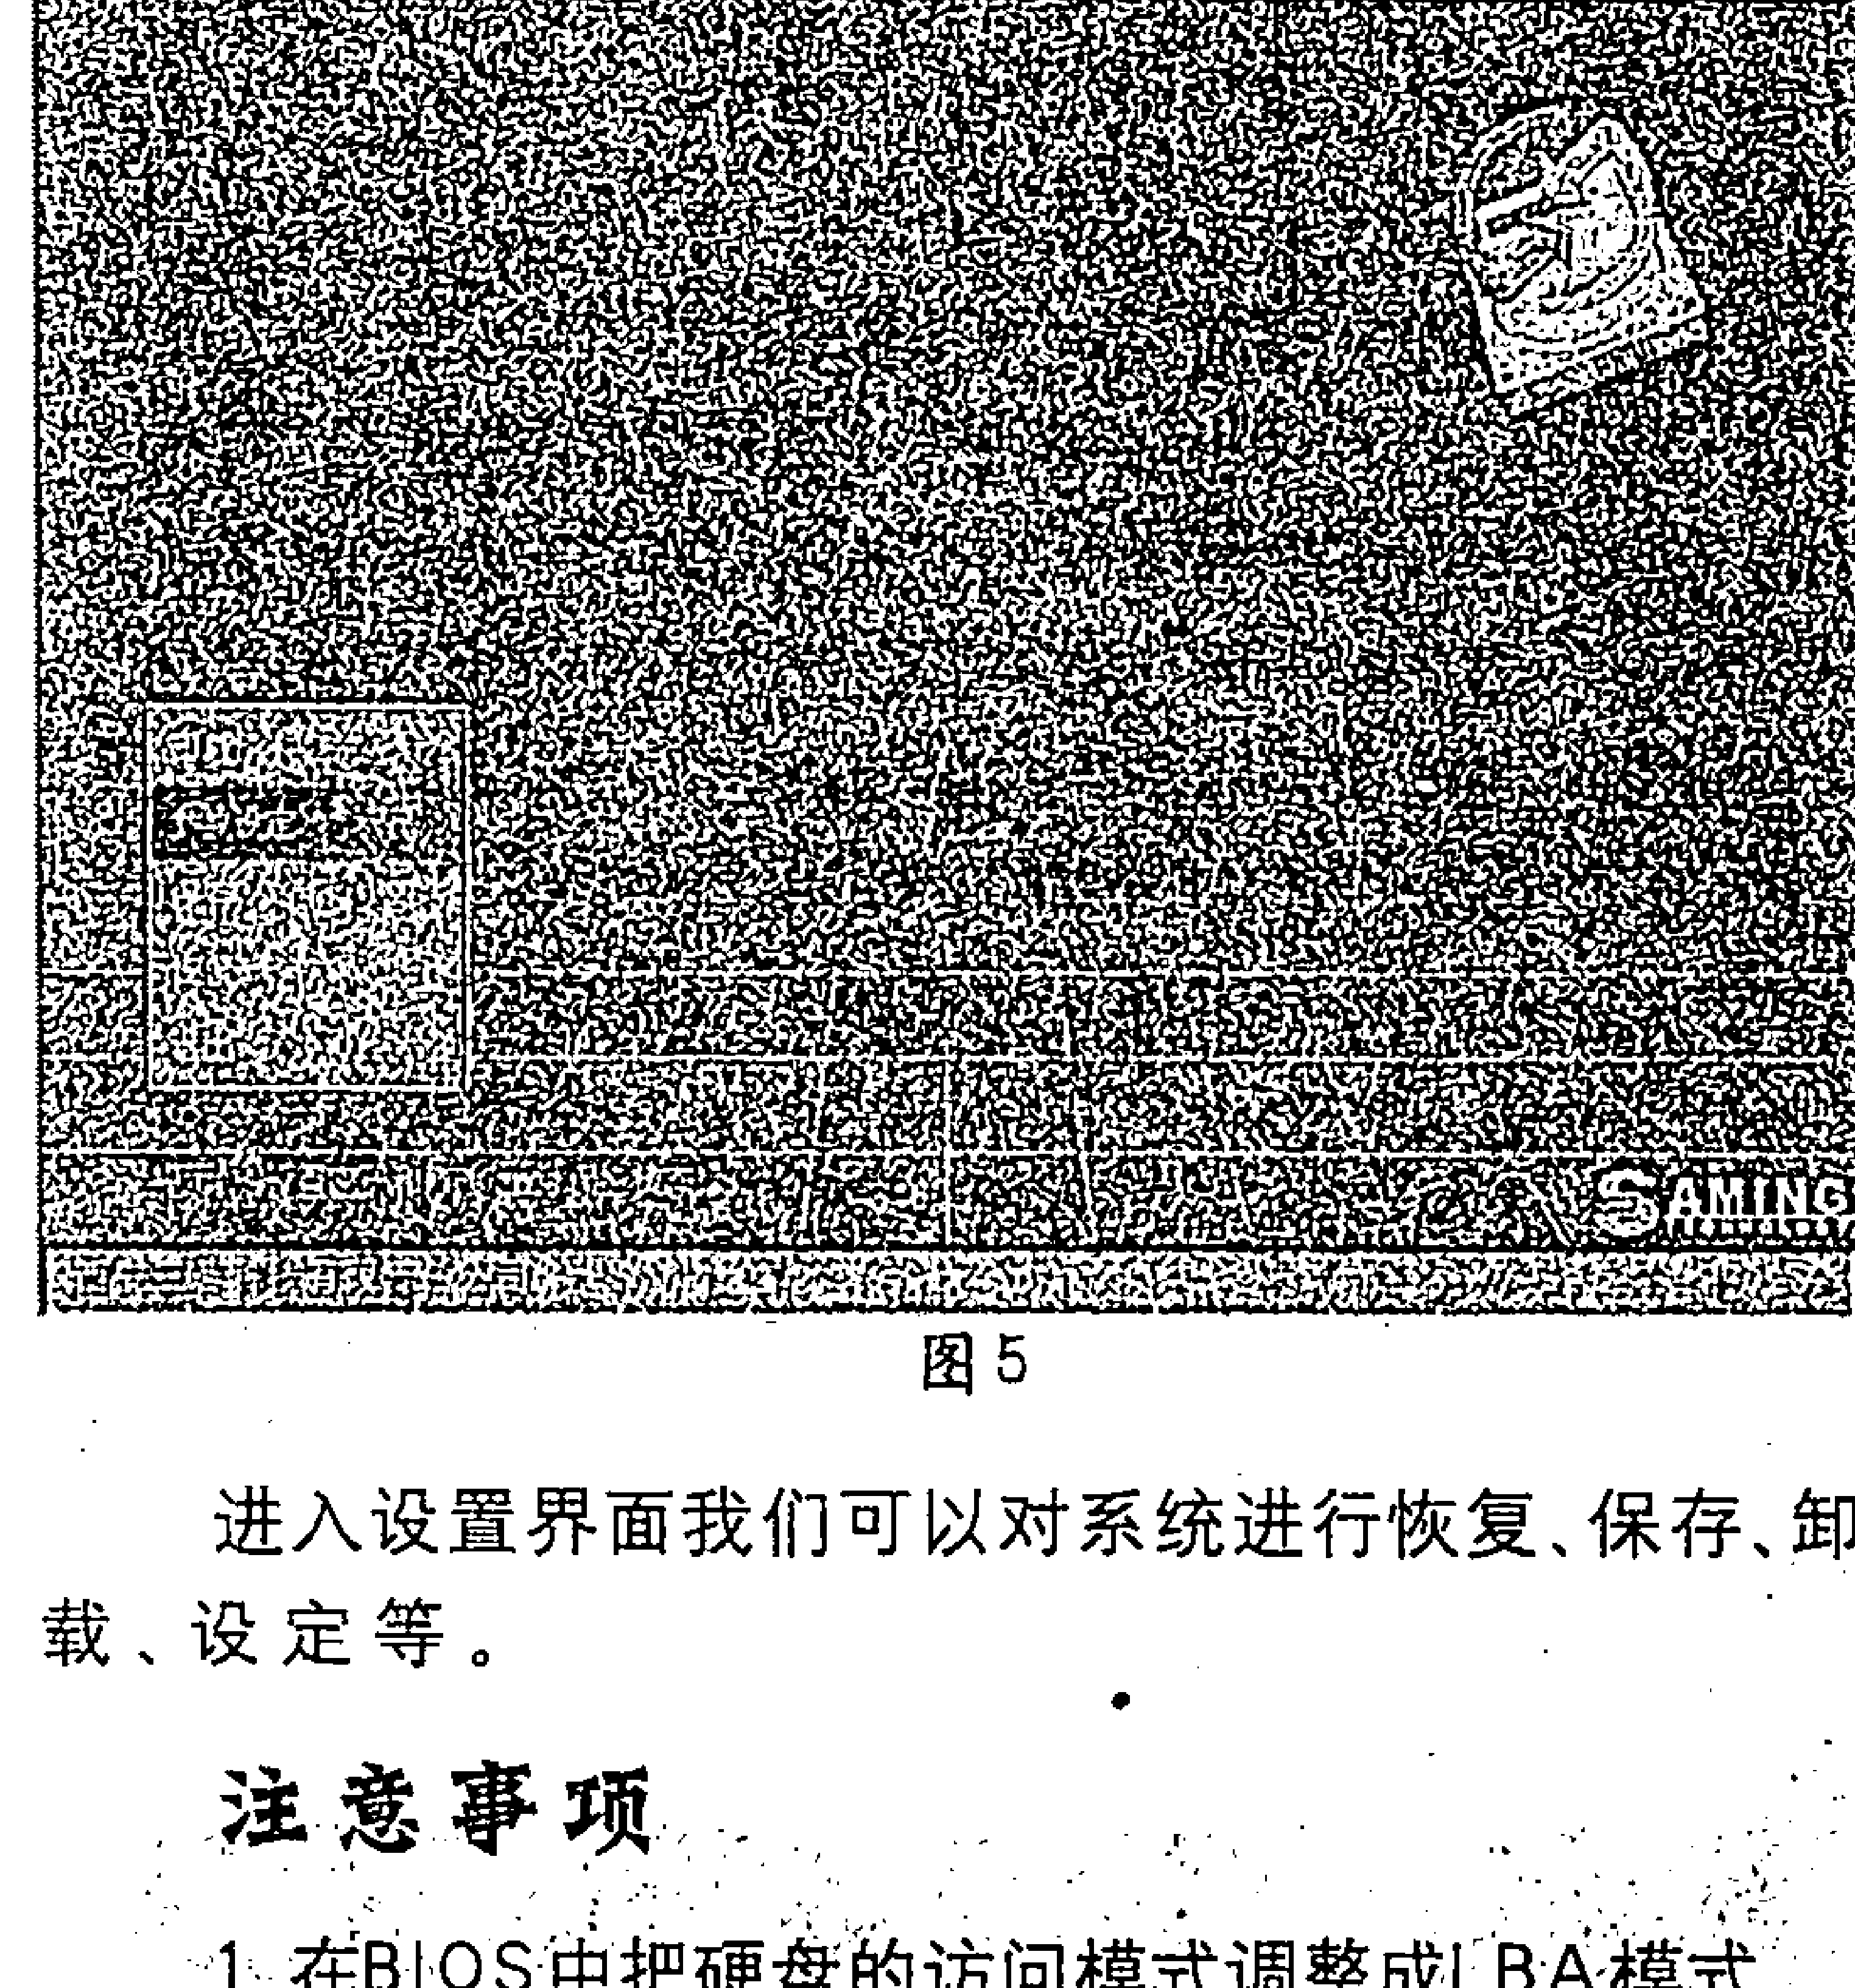 SAMING
图5
进入设置界面我们可以对系统进行恢复、保存、卸
载、设定等。
注意事项
1 在BIOS中把硬盘的访问模式调整成LBA模式